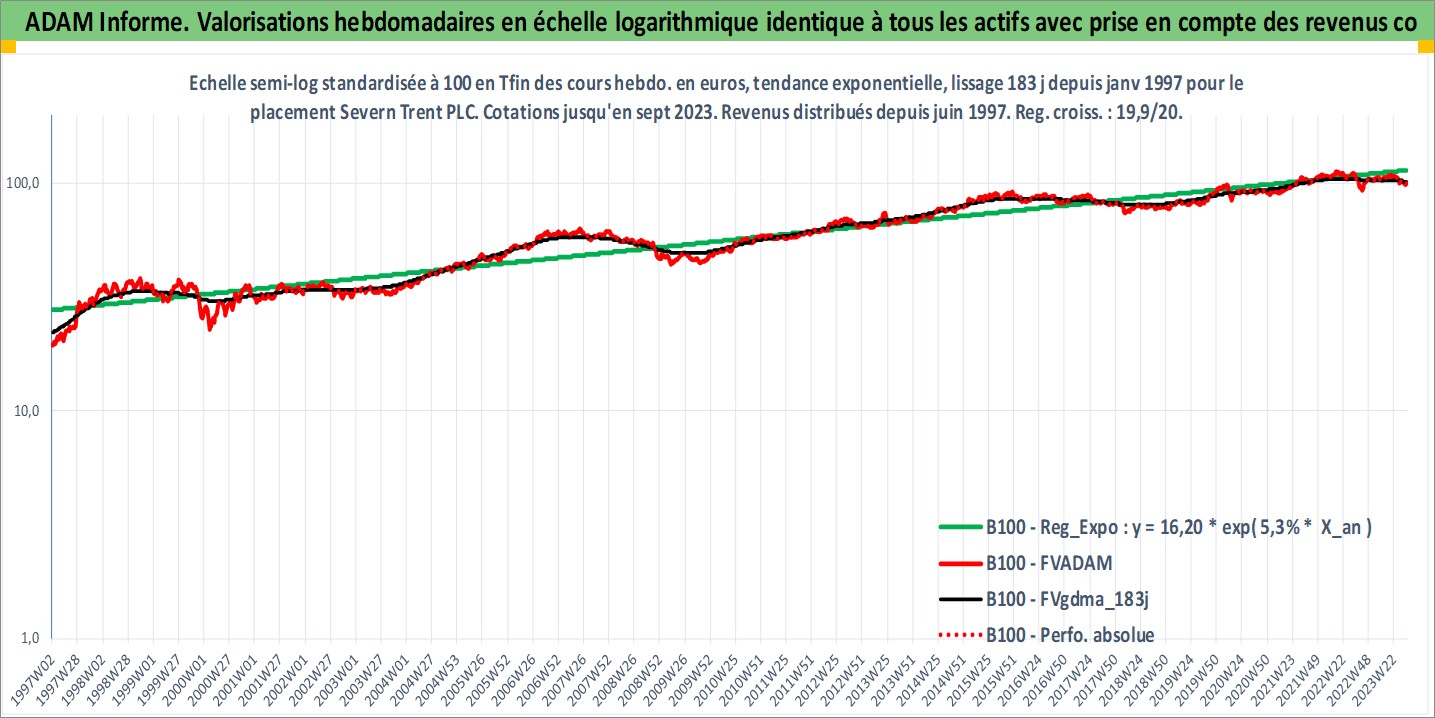 ADAM Informe. Valorisations hebdomadaires en échelle logarithmique identique à tous les actifs avec prise en compte des revenus co
Echelle semi-log standardisée à 100 en Tfin des cours hebdo. en euros, tendance exponentielle, lissage 183 j depuis janv 1997 pour le
placement Severn Trent PLC. Cotations jusqu'en sept 2023. Revenus distribués depuis juin 1997. Reg. croiss. : 19,9/20.
100,0
10,0
1,0
B100 - Reg_Expo : y = 16,20 * exp( 5,3% * X_an )
B100 - FVADAM
B100 - FVgdma_183j
B100 - Perfo. absolue
1997W02
1997W28
1998W02
1998W28
1999W01
1999W27
2000W01
2000W27
2001W01
2001W27
2002W01
2002W27
2003W01
2003W27
2004W01
2004W27
2004W53
2005W26
2005W52
2006W26
2006W52
2007W26
2007W52
2008W26
2008W52
2009W26
2009W52
2010W25
2010W51
2011W25
2011W51
2012W25
2012W51
2013W25
2013W51
2014W25
2014W51
2015W25
2015W51
2016W24
2016W50
2017W24
2017W50
2018W24
2018W50
2019W24
2019W50
2020W24
2020W50
2021W23
2021W49
2022W22
2022W48
2023W22